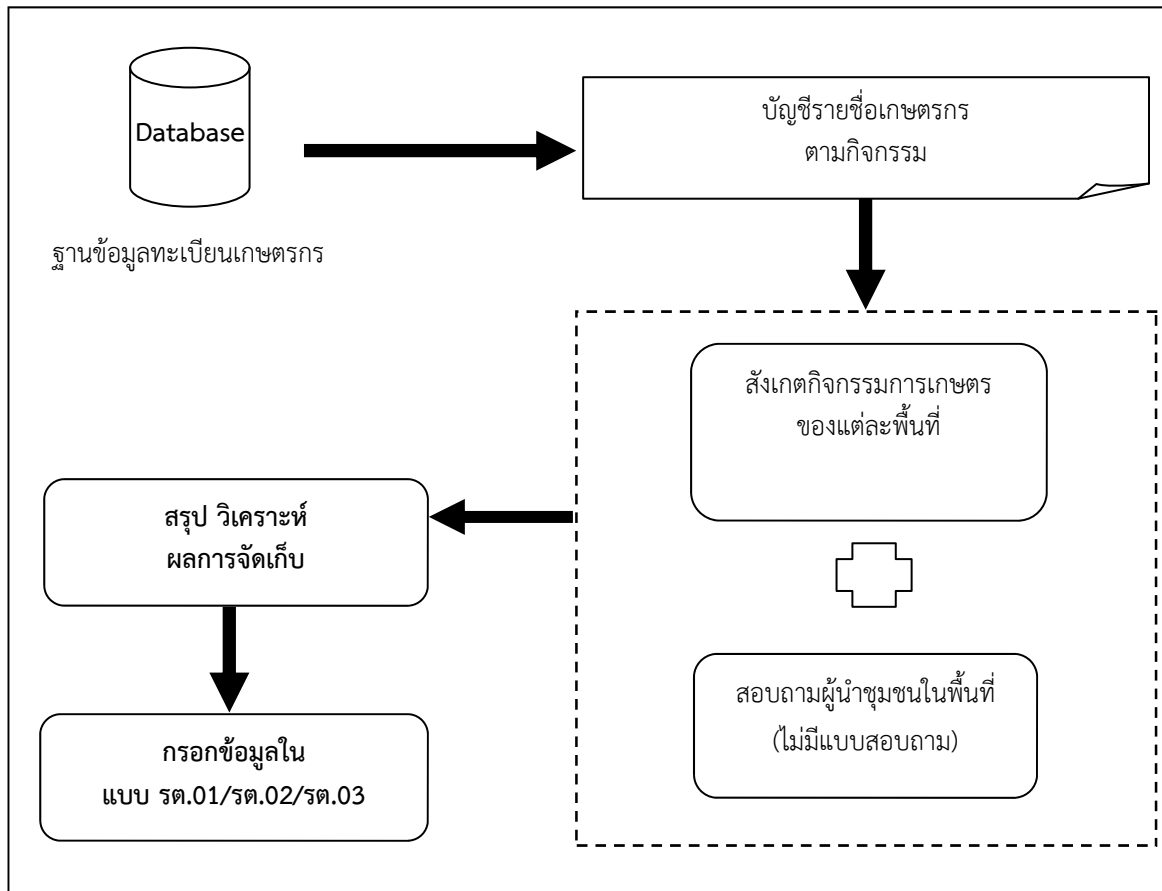 Database
ฐานข้อมูลทะเบียนเกษตรกร
บัญชีรายชื่อเกษตรกร
ตามกิจกรรม
สังเกตกิจกรรมการเกษตร
ของแต่ละพื้นที่
สอบถามผู้นำชุมชนในพื้นที่
(ไม่มีแบบสอบถาม)
สรุป วิเคราะห์
ผลการจัดเก็บ
กรอกข้อมูลใน
แบบ รต.01/รต.02/รต.03